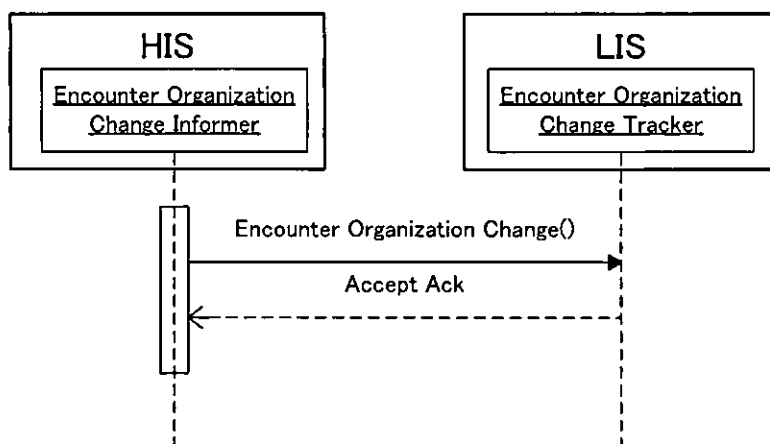 HIS
Encounter Organization
Change Informer
LIS
Encounter Organization
Change Tracker
Encounter Organization Change()
Accept Ack